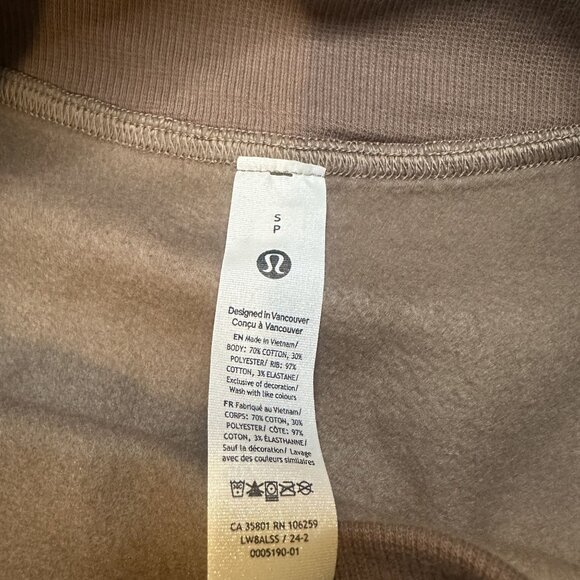 S
P
Designed in Vancouver
Conçu à Vancouver
EN Made in Vietnam/
BODY: 70% COTTON, 30%
POLYESTER/ RIB: 97%
COTTON, 3% ELASTANE/
Exclusive of decoration/
Wash with like colours
FR Fabriqué au Vietnam/
CORPS: 70% COTON, 30%
POLYESTER/ CÔTE: 97%
COTON, 3% ÉLASTHANNE/
Sauf la décoration/ Lavage
avec des couleurs similaires
CA 35801 RN 106259
LW8ALSS / 24-2
0005190-01